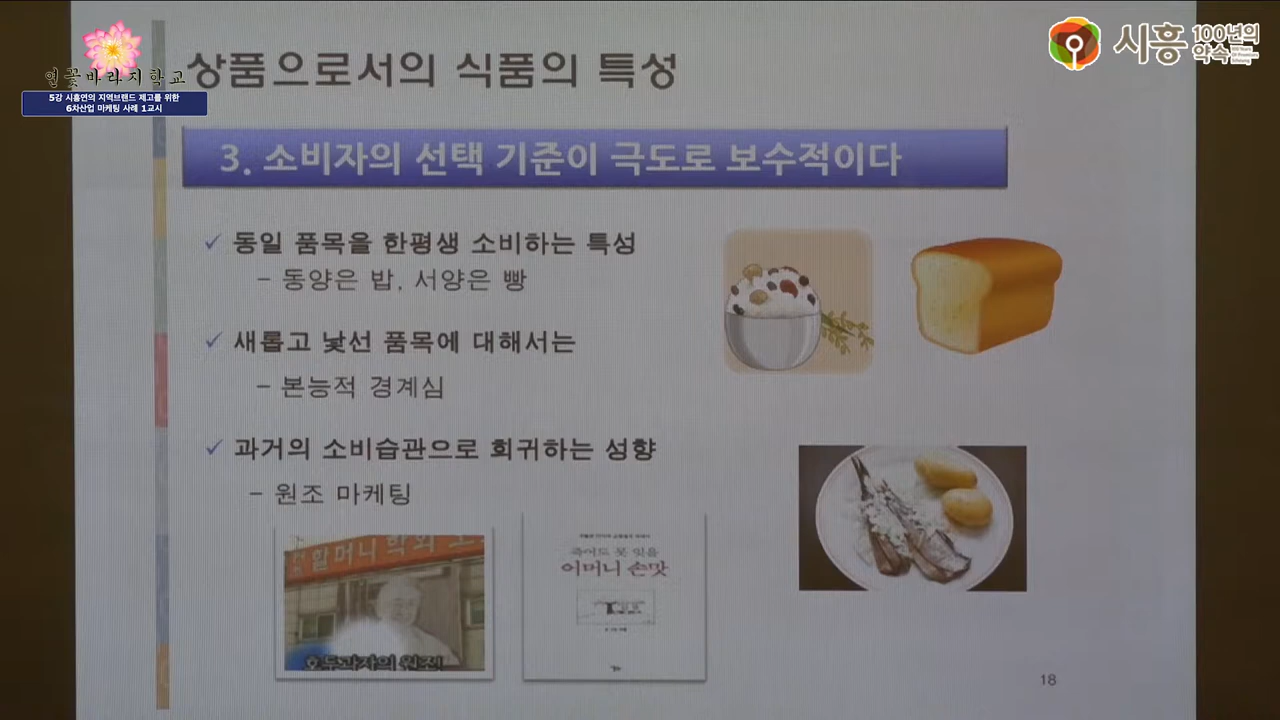 연꽃바라지학교
5강 시흥연의 지역브랜드 제고를 위한
6차산업 마케팅 사례 1교시
시흥
100년의
약속
상품으로서의 식품의 특성
3. 소비자의 선택 기준이 극도로 보수적이다
✓ 동일 품목을 한평생 소비하는 특성
– 동양은 밥, 서양은 빵
✓ 새롭고 낯선 품목에 대해서는
– 본능적 경계심
✓ 과거의 소비습관으로 회귀하는 성향
– 원조 마케팅
할머니 학화
호두과자의 원조!
죽어도 못 잊을
어머니 손맛
18